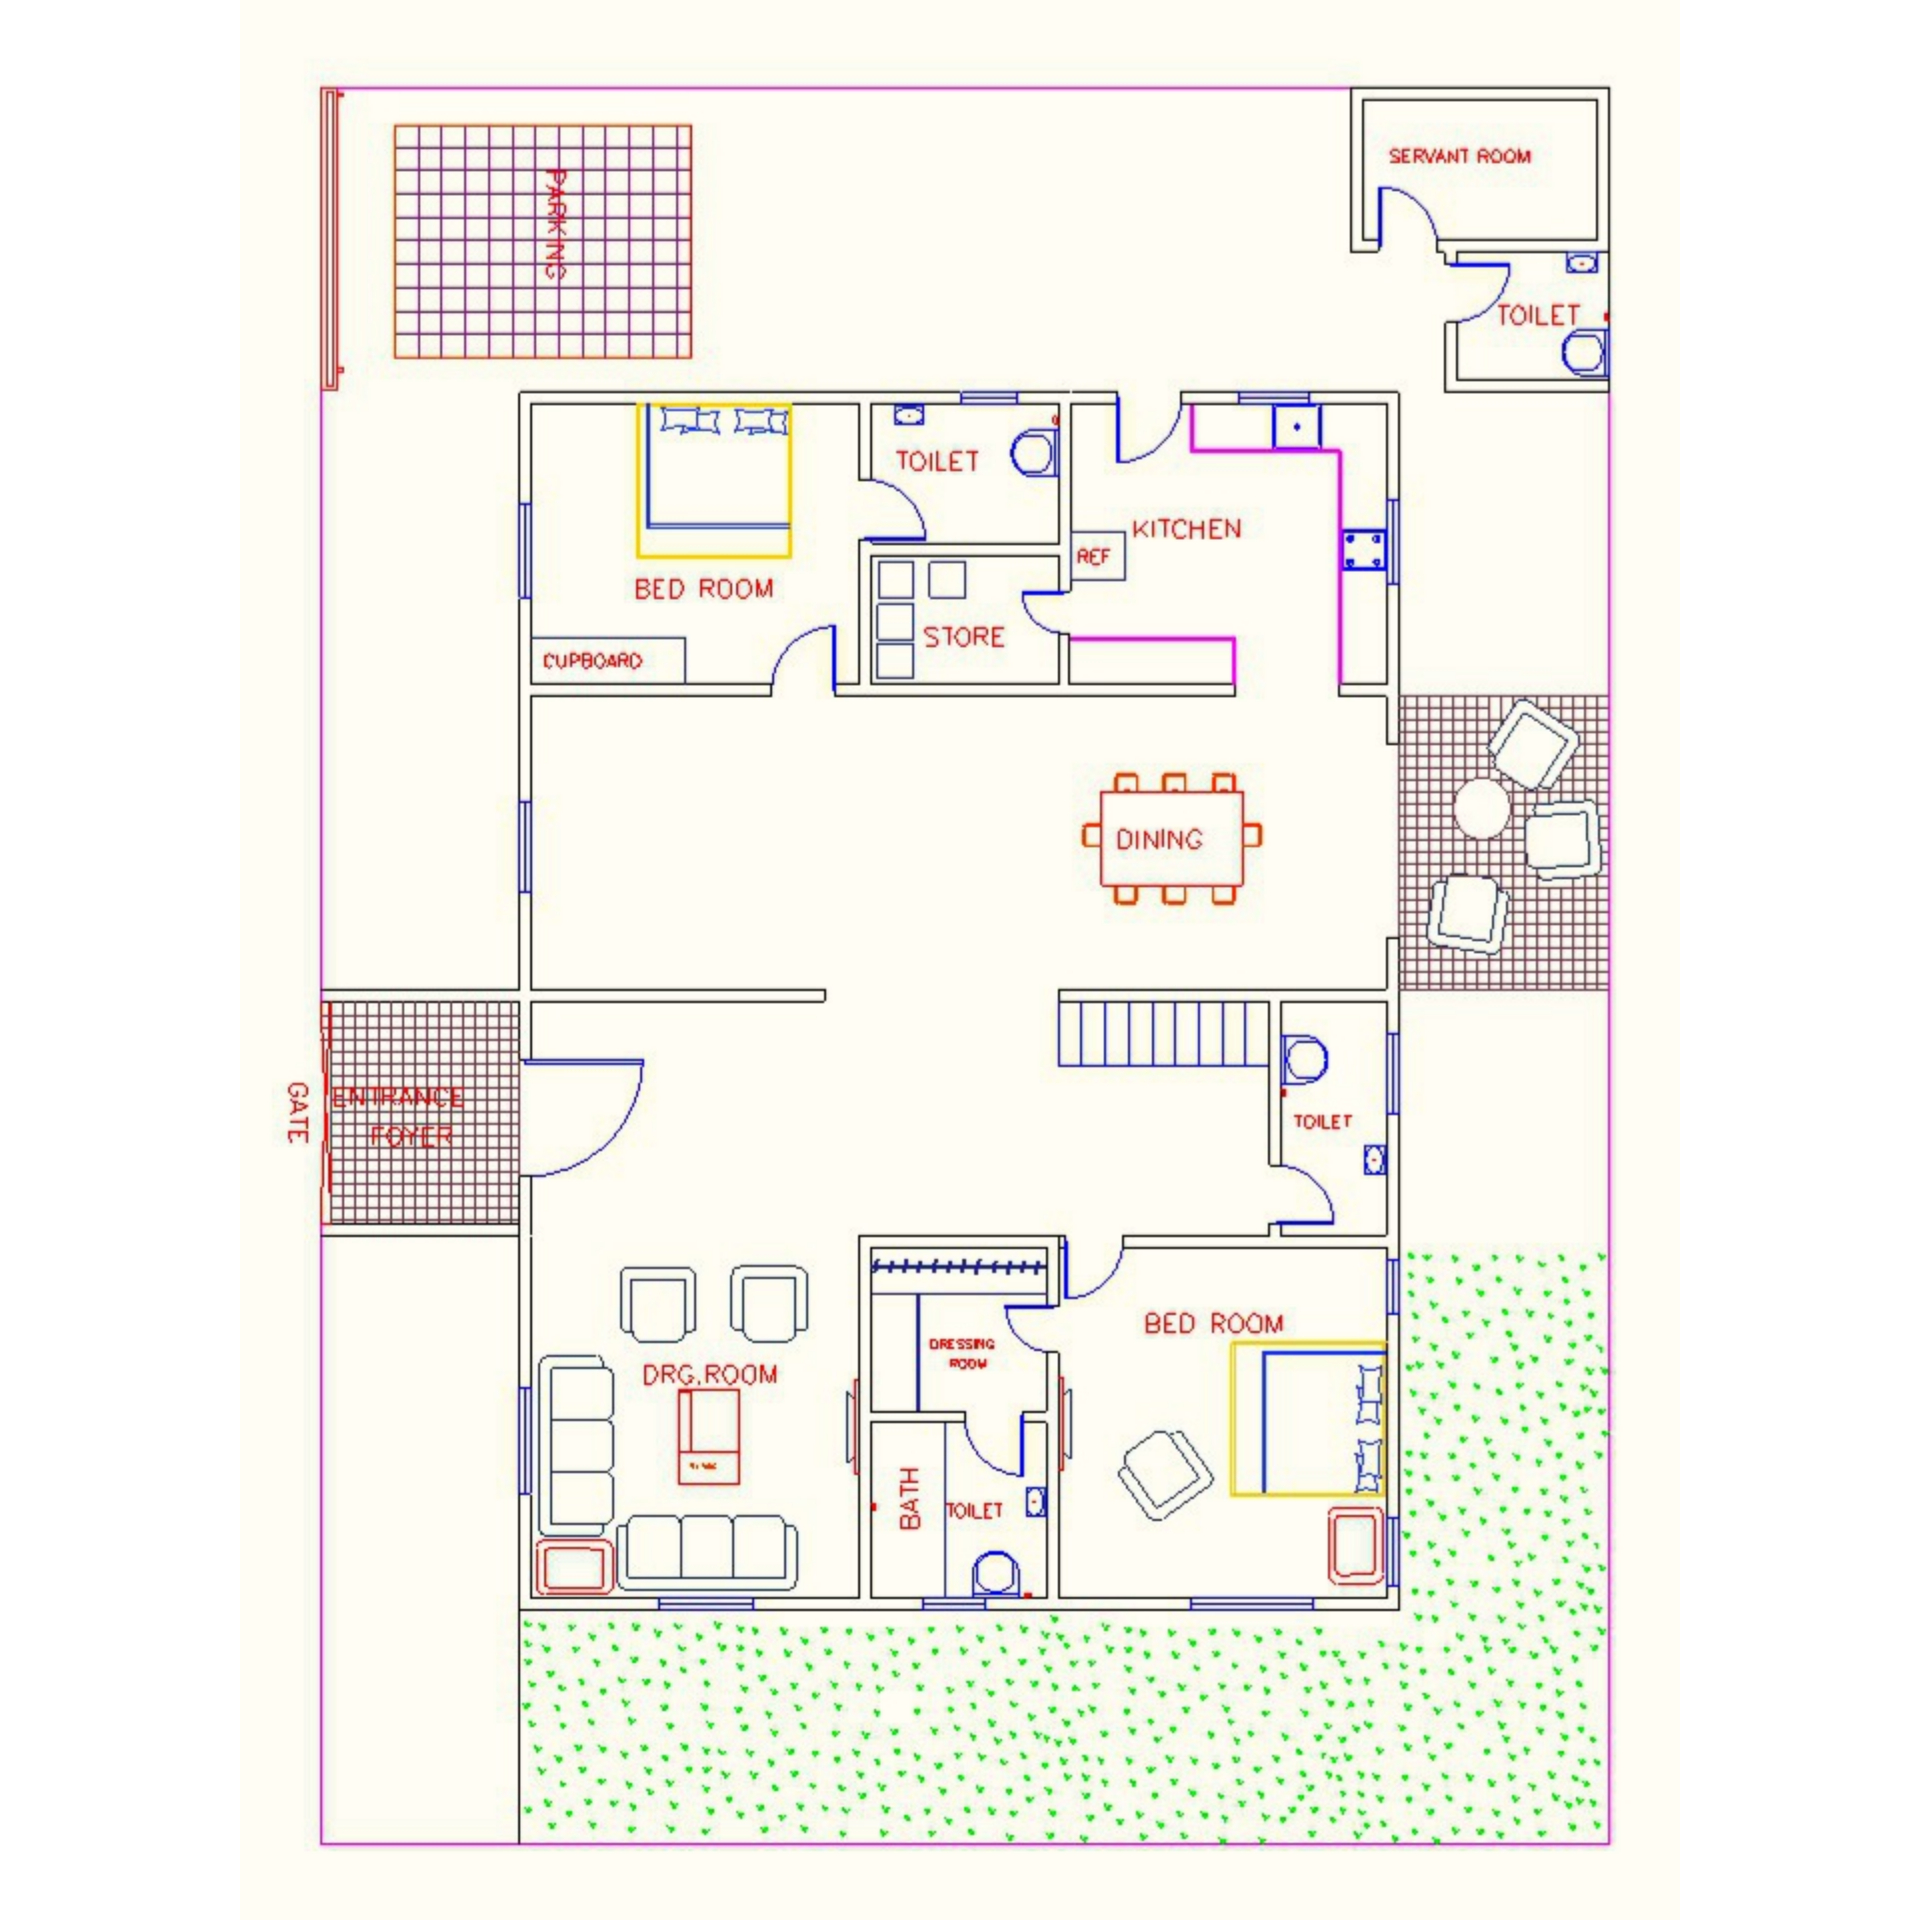 SERVANT ROOM
PARKING
TOILET
TOILET
KITCHEN
REF
BED ROOM
STORE
CUPBOARD
DINING
GATE
ENTRANCE
FOYER
TOILET
BED ROOM
DRESSING
ROOM
DRG.ROOM
BATH
TOILET